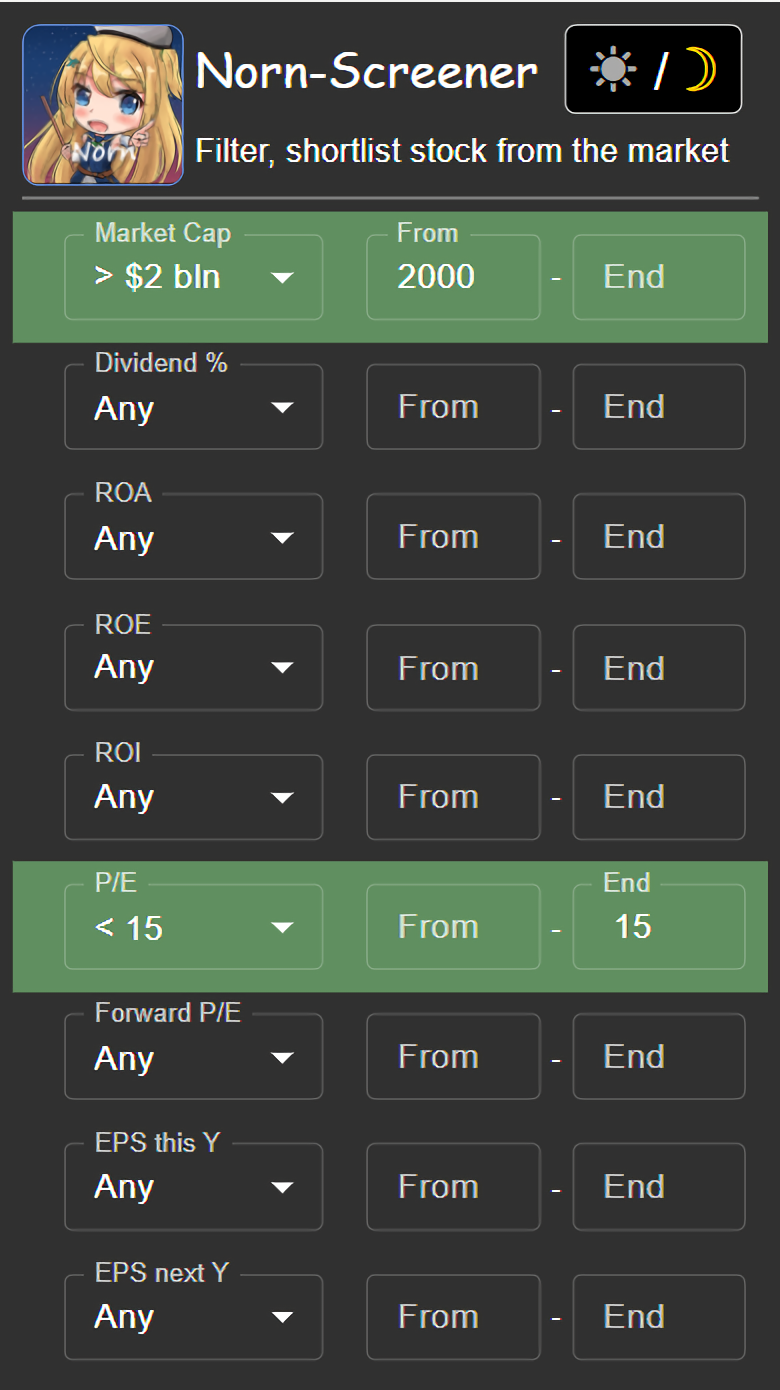 Norn-Screener
/
Norn
Filter, shortlist stock from the market
Market Cap
From
> $2 bln
2000
-
End
Dividend %
Any
From
-
End
ROA
Any
From
-
End
ROE
Any
From
-
End
ROI
Any
From
-
End
P/E
End
< 15
From
-
15
Forward P/E
Any
From
-
End
EPS this Y
Any
From
-
End
EPS next Y
Any
From
-
End